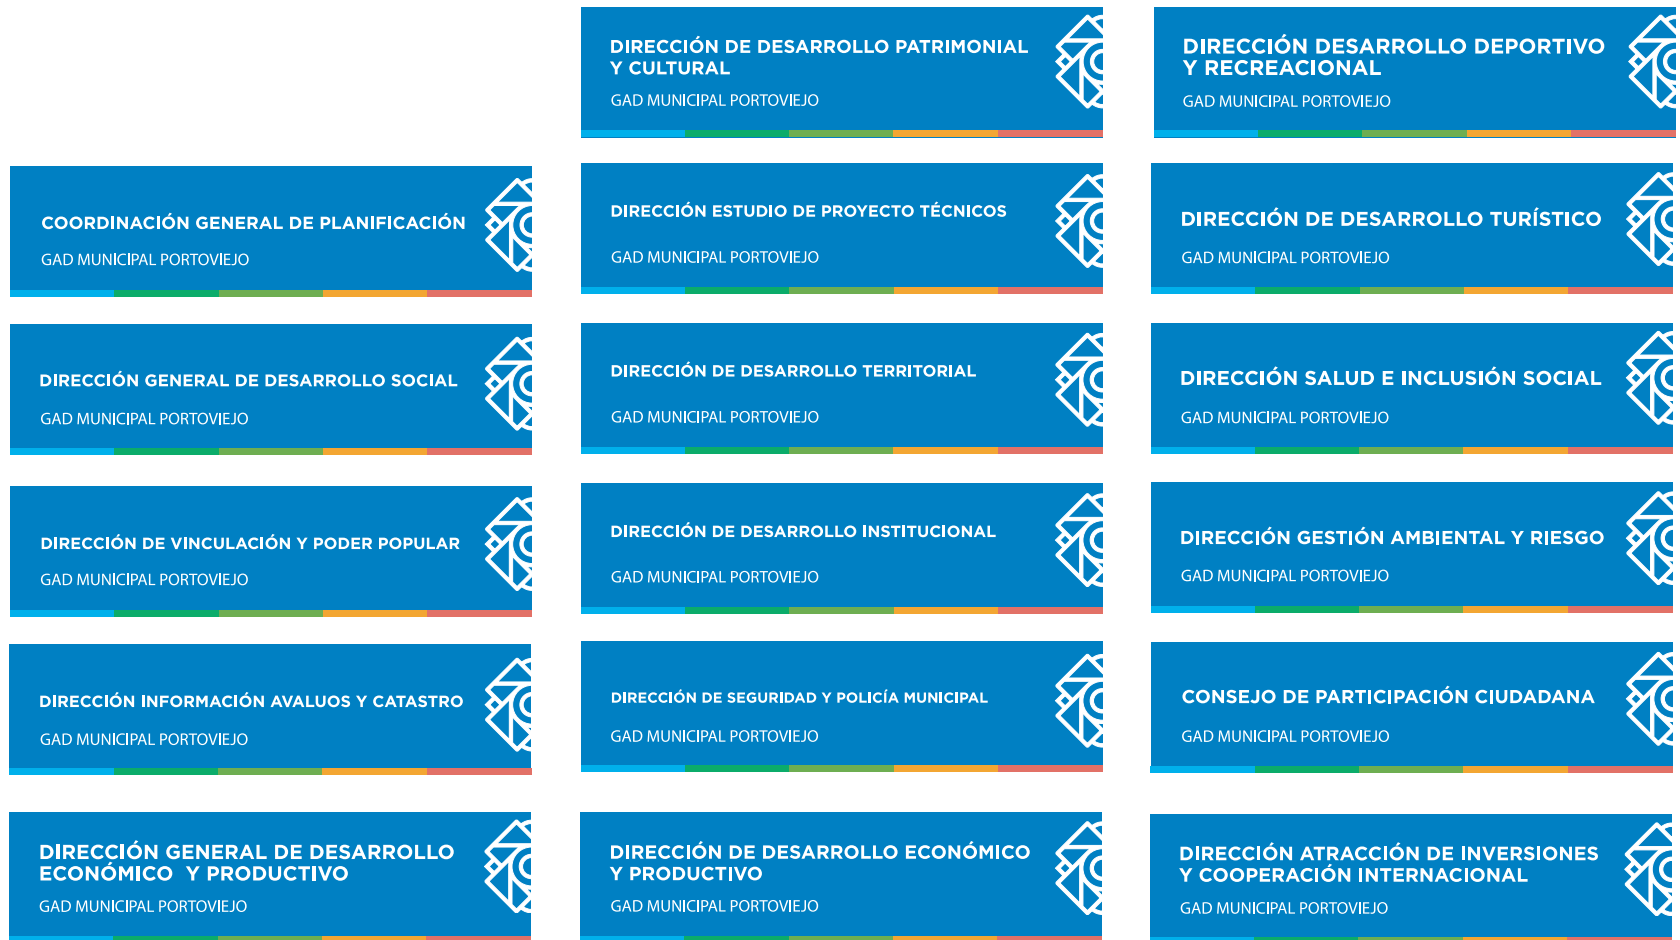 DIRECCIÓN DE DESARROLLO PATRIMONIAL
Y CULTURAL
GAD MUNICIPAL PORTOVIEJO
DIRECCIÓN DESARROLLO DEPORTIVO
Y RECREACIONAL
GAD MUNICIPAL PORTOVIEJO
COORDINACIÓN GENERAL DE PLANIFICACIÓN
GAD MUNICIPAL PORTOVIEJO
DIRECCIÓN ESTUDIO DE PROYECTO TÉCNICOS
GAD MUNICIPAL PORTOVIEJO
DIRECCIÓN DE DESARROLLO TURÍSTICO
GAD MUNICIPAL PORTOVIEJO
DIRECCIÓN GENERAL DE DESARROLLO SOCIAL
GAD MUNICIPAL PORTOVIEJO
DIRECCIÓN DE DESARROLLO TERRITORIAL
GAD MUNICIPAL PORTOVIEJO
DIRECCIÓN SALUD E INCLUSIÓN SOCIAL
GAD MUNICIPAL PORTOVIEJO
DIRECCIÓN DE VINCULACIÓN Y PODER POPULAR
GAD MUNICIPAL PORTOVIEJO
DIRECCIÓN DE DESARROLLO INSTITUCIONAL
GAD MUNICIPAL PORTOVIEJO
DIRECCIÓN GESTIÓN AMBIENTAL Y RIESGO
GAD MUNICIPAL PORTOVIEJO
DIRECCIÓN INFORMACIÓN AVALUOS Y CATASTRO
GAD MUNICIPAL PORTOVIEJO
DIRECCIÓN DE SEGURIDAD Y POLICÍA MUNICIPAL
GAD MUNICIPAL PORTOVIEJO
CONSEJO DE PARTICIPACIÓN CIUDADANA
GAD MUNICIPAL PORTOVIEJO
DIRECCIÓN GENERAL DE DESARROLLO
ECONÓMICO Y PRODUCTIVO
GAD MUNICIPAL PORTOVIEJO
DIRECCIÓN DE DESARROLLO ECONÓMICO
Y PRODUCTIVO
GAD MUNICIPAL PORTOVIEJO
DIRECCIÓN ATRACCIÓN DE INVERSIONES
Y COOPERACIÓN INTERNACIONAL
GAD MUNICIPAL PORTOVIEJO